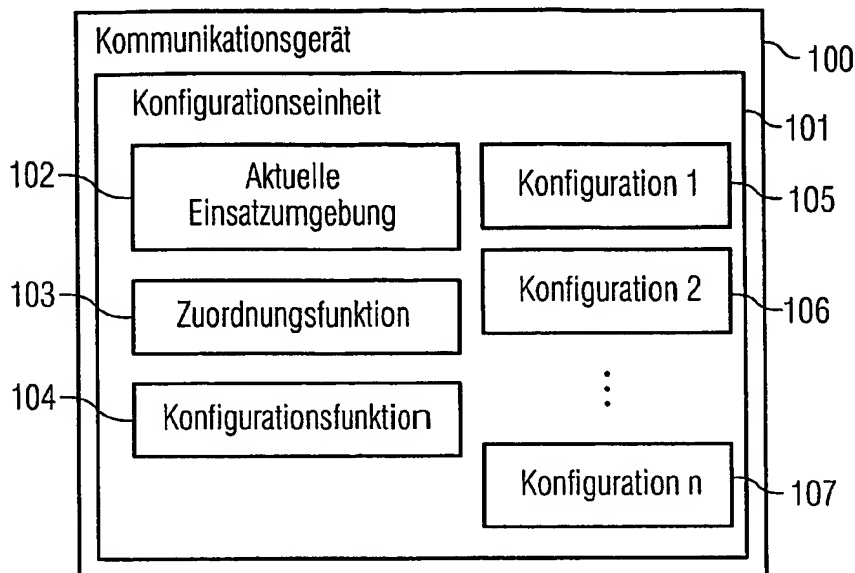 Kommunikationsgerät
100
Konfigurationseinheit
101
102
Aktuelle
Einsatzumgebung
Konfiguration 1
105
103
Zuordnungsfunktion
Konfiguration 2
106
104
Konfigurationsfunktion
⋮
Konfiguration n
107